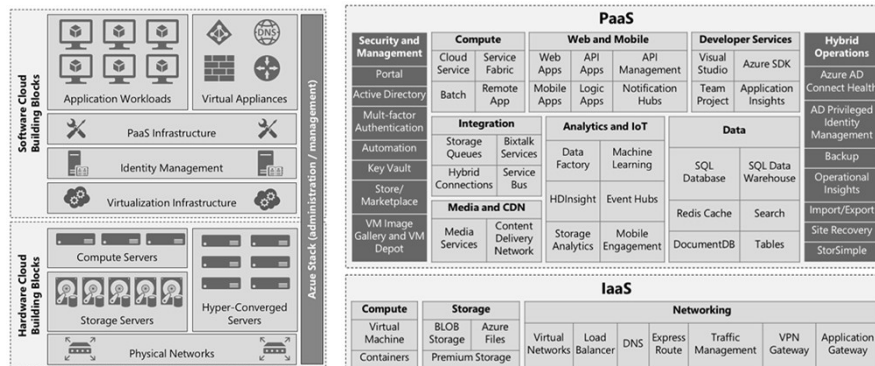 Software Cloud
Building Blocks
Application Workloads
DNS
Virtual Appliances
PaaS Infrastructure
Identity Management
Virtualization Infrastructure
Hardware Cloud
Building Blocks
Compute Servers
Storage Servers
Hyper-Converged
Servers
Physical Networks
Azue Stack (administration / management)
PaaS
Security and
Management
Portal
Active Directory
Mult-factor
Authentication
Automation
Key Vault
Store/
Marketplace
VM Image
Gallery and VM
Depot
Compute
Cloud
Service
Service
Fabric
Batch
Remote
App
Web and Mobile
Web
Apps
API
Apps
API
Management
Mobile
Apps
Logic
Apps
Notification
Hubs
Developer Services
Visual
Studio
Azure SDK
Team
Project
Application
Insights
Integration
Storage
Queues
Bixtalk
Services
Hybrid
Connections
Service
Bus
Media and CDN
Media
Services
Content
Delivery
Network
Analytics and IoT
Data
Factory
Machine
Learning
HDInsight
Event Hubs
Storage
Analytics
Mobile
Engagement
Data
SQL
Database
SQL Data
Warehouse
Redis Cache
Search
DocumentDB
Tables
Hybrid
Operations
Azure AD
Connect Health
AD Privileged
Identity
Management
Backup
Operational
Insights
Import/Export
Site Recovery
StorSimple
IaaS
Compute
Virtual
Machine
Containers
Storage
BLOB
Storage
Azure
Files
Premium Storage
Networking
Virtual
Networks
Load
Balancer
DNS
Express
Route
Traffic
Management
VPN
Gateway
Application
Gateway